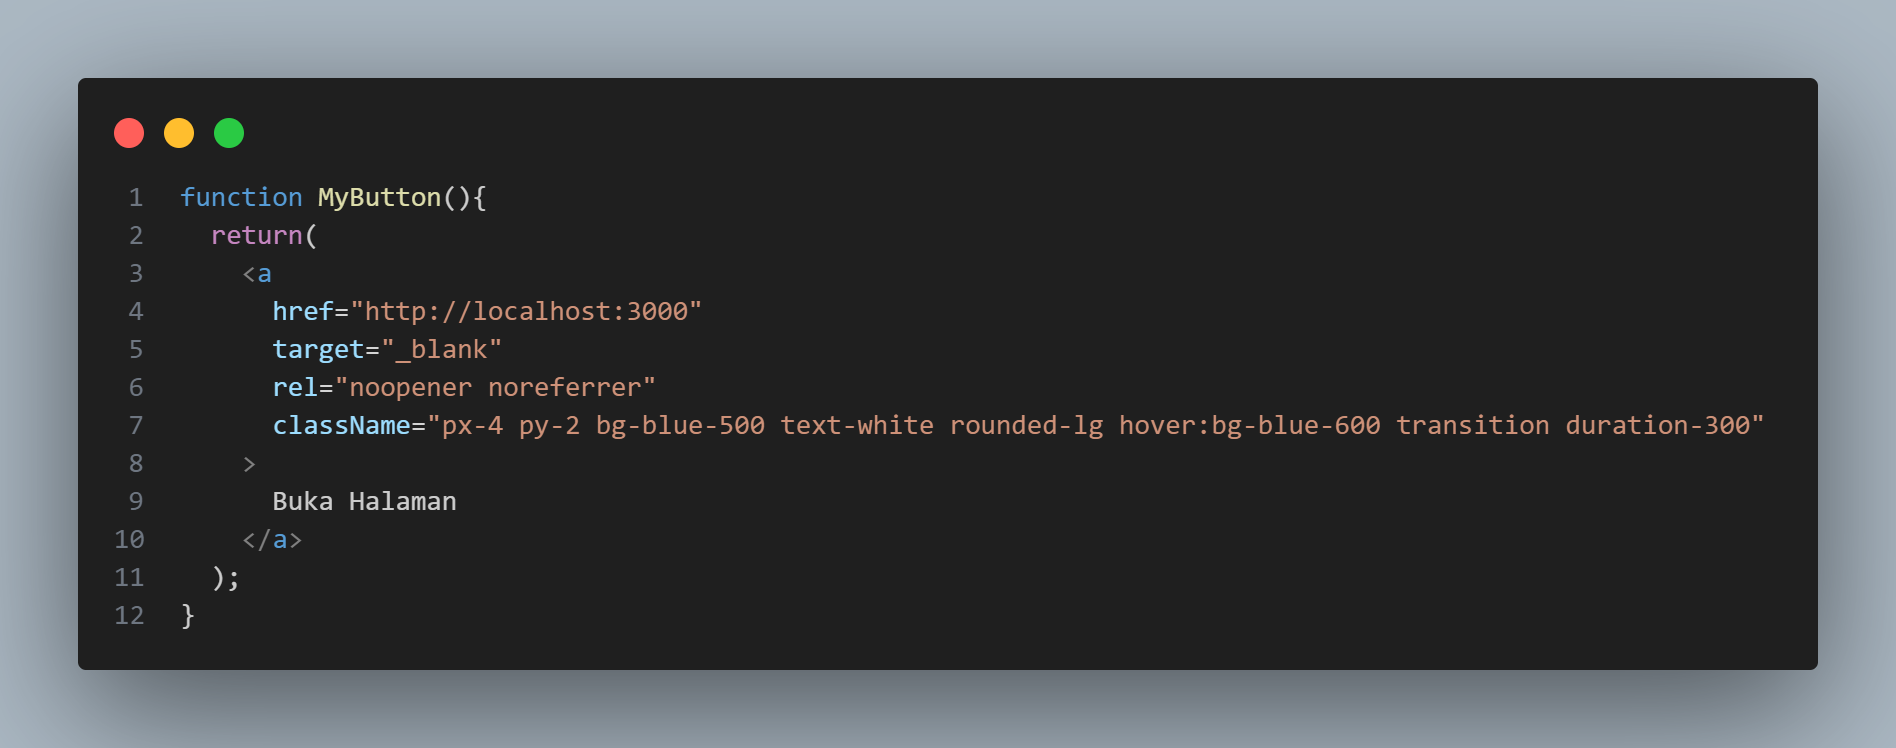 1 function MyButton(){
2   return(
3     <a
4       href="http://localhost:3000"
5       target="_blank"
6       rel="noopener noreferrer"
7       className="px-4 py-2 bg-blue-500 text-white rounded-lg hover:bg-blue-600 transition duration-300"
8     >
9       Buka Halaman
10     </a>
11   );
12 }